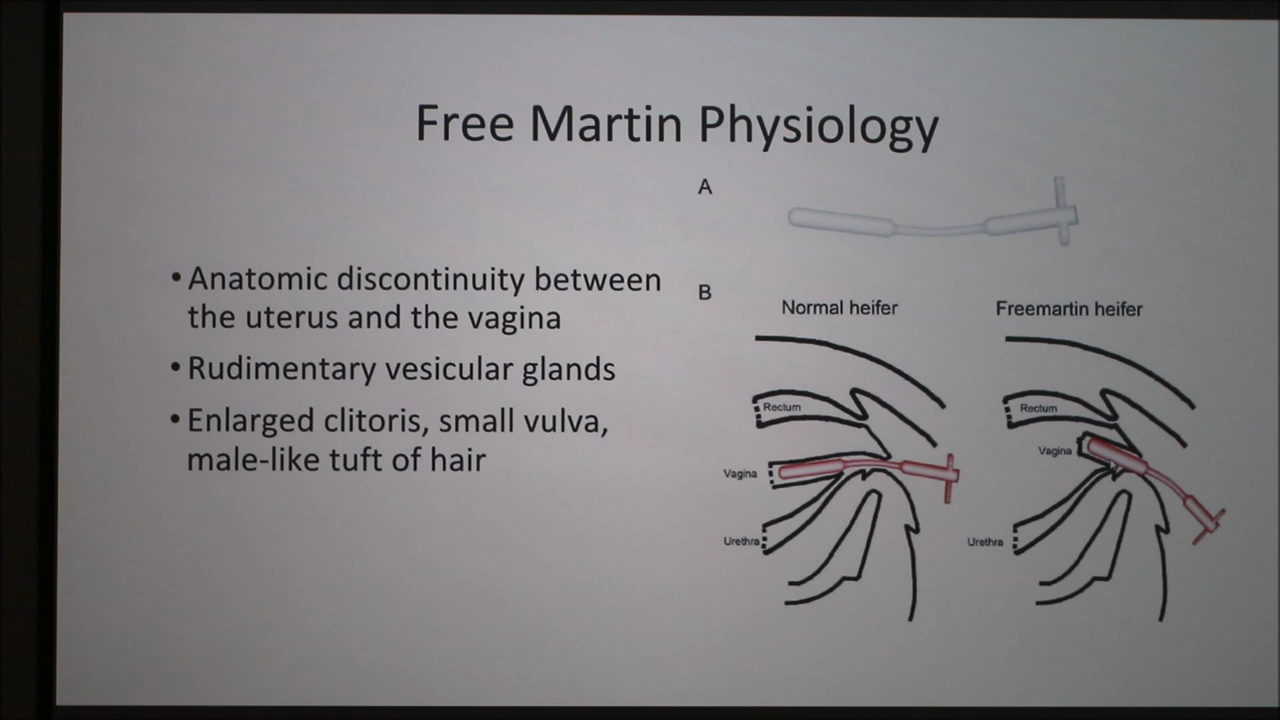 Free Martin Physiology
• Anatomic discontinuity between
the uterus and the vagina
• Rudimentary vesicular glands
• Enlarged clitoris, small vulva,
male-like tuft of hair
A
B
Normal heifer
Freemartin heifer
Rectum
Vagina
Urethra
Rectum
Vagina
Urethra